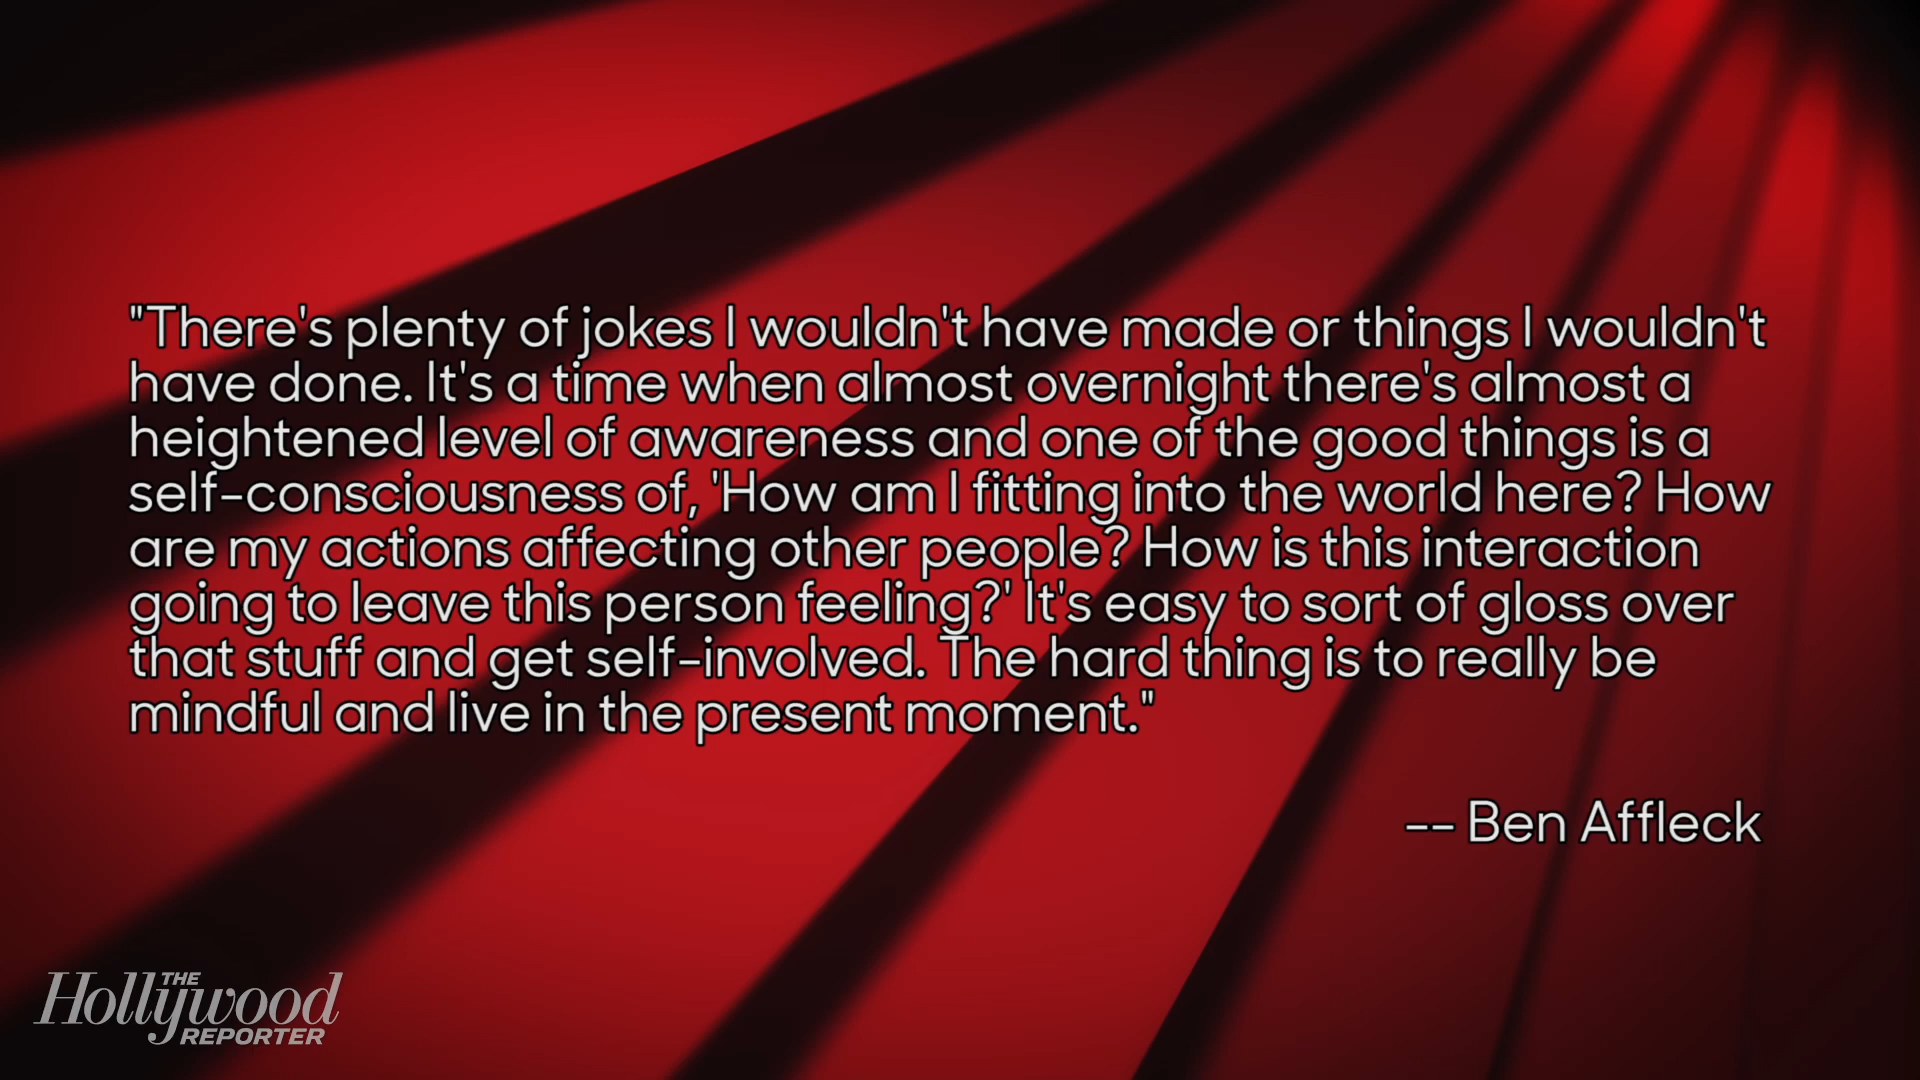 "There's plenty of jokes I wouldn't have made or things I wouldn't
have done. It's a time when almost overnight there's almost a
heightened level of awareness and one of the good things is a
self-consciousness of, 'How am I fitting into the world here? How
are my actions affecting other people? How is this interaction
going to leave this person feeling?' It's easy to sort of gloss over
that stuff and get self-involved. The hard thing is to really be
mindful and live in the present moment."
-- Ben Affleck
THE
Hollywood
REPORTER